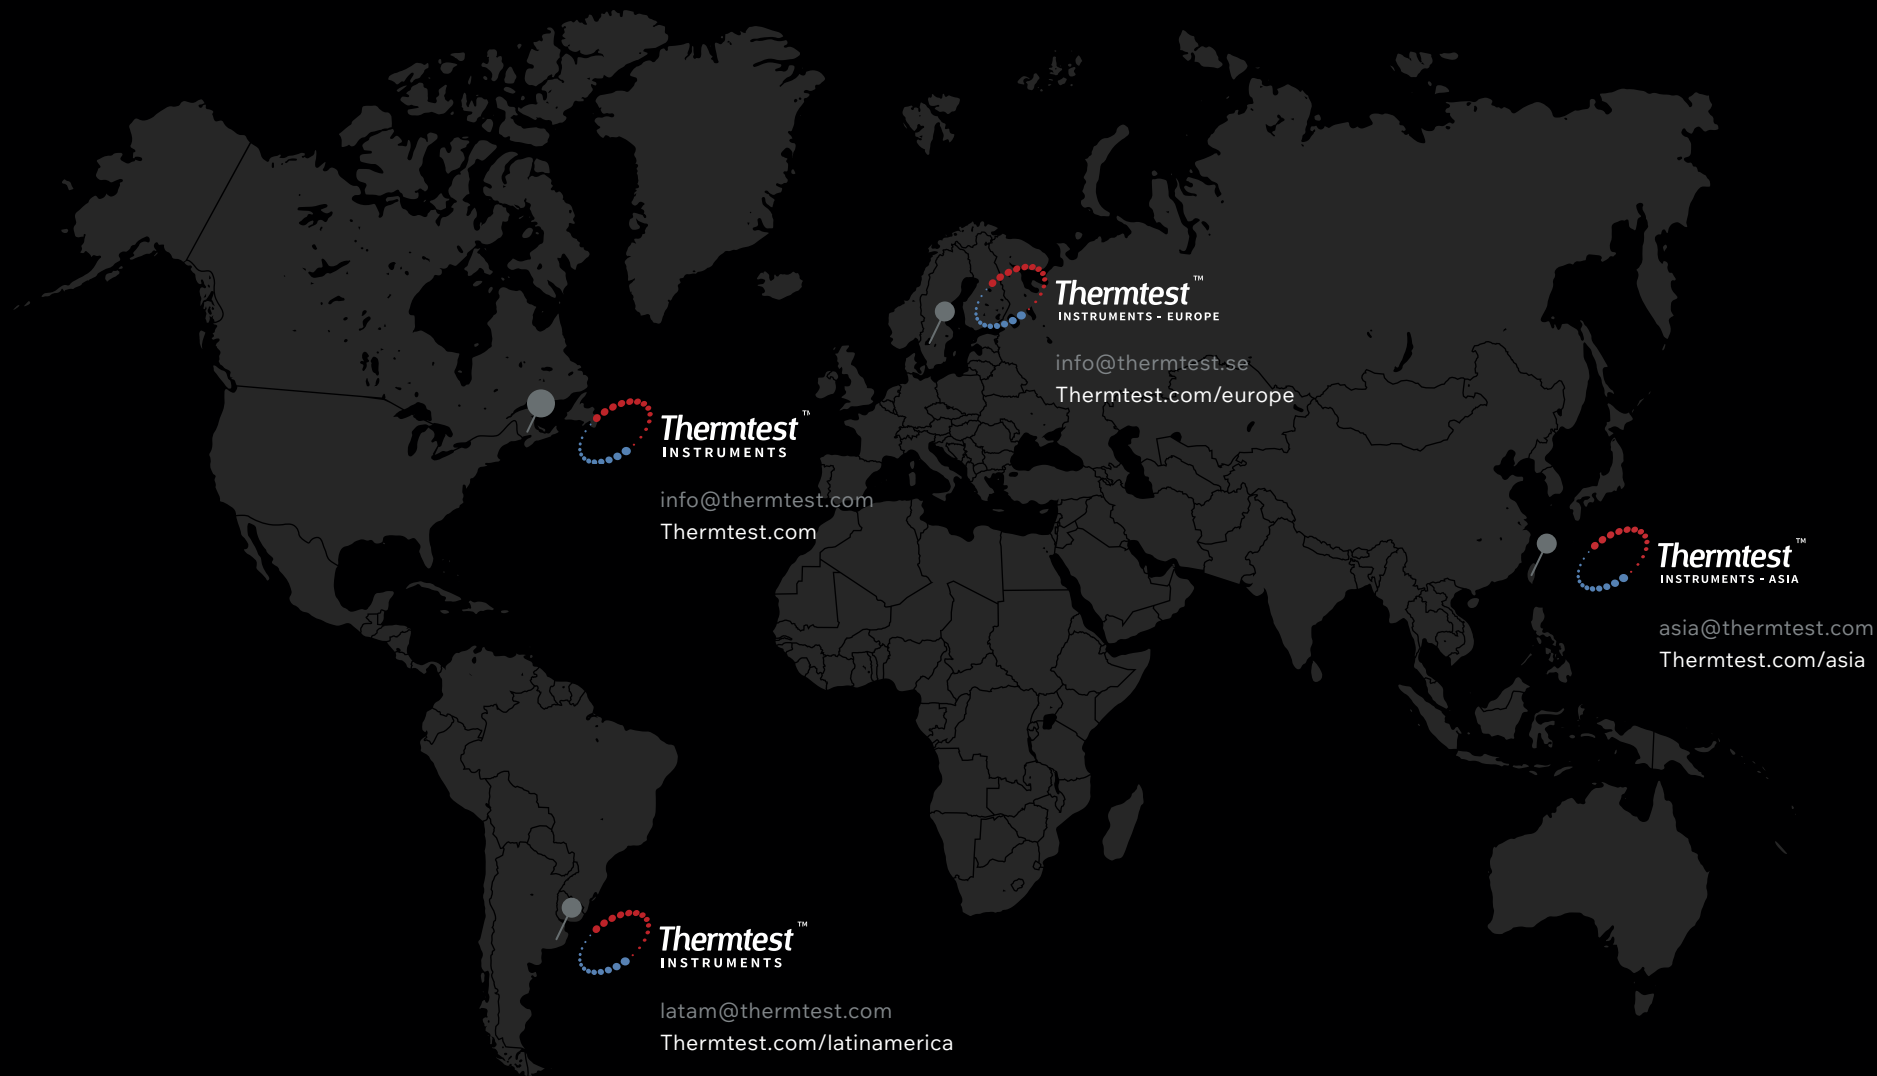 Thermtest™
INSTRUMENTS - EUROPE
info@thermtest.se
Thermtest.com/europe
Thermtest™
INSTRUMENTS
info@thermtest.com
Thermtest.com
Thermtest™
INSTRUMENTS - ASIA
asia@thermtest.com
Thermtest.com/asia
Thermtest™
INSTRUMENTS
latam@thermtest.com
Thermtest.com/latinamerica